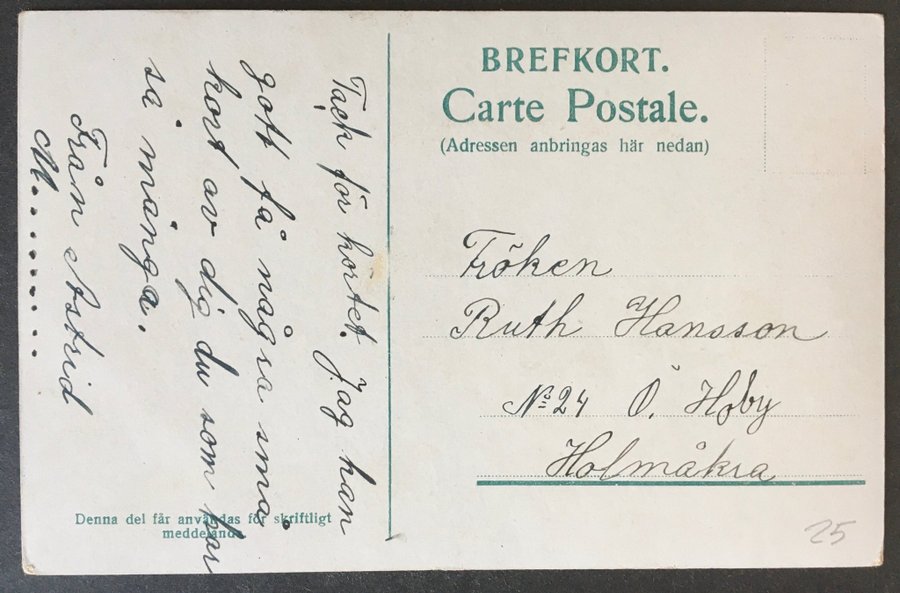 BREFKORT.
Carte Postale.
(Adressen anbringas här nedan)
Tack för kortet. Jag kan
gott få några små
kort av dig du som har
så många.
Från Astrid
M.......
Fröken
Ruth Hansson
No 24 Ö. Hoby
Holmåkra
Denna del får användas för skriftligt
meddelande
25